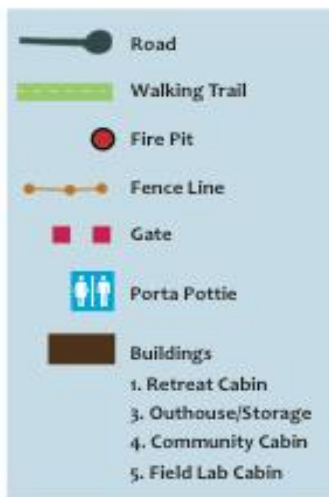 Road
Walking Trail
Fire Pit
Fence Line
Gate
Porta Pottie
Buildings
1. Retreat Cabin
3. Outhouse/Storage
4. Community Cabin
5. Field Lab Cabin